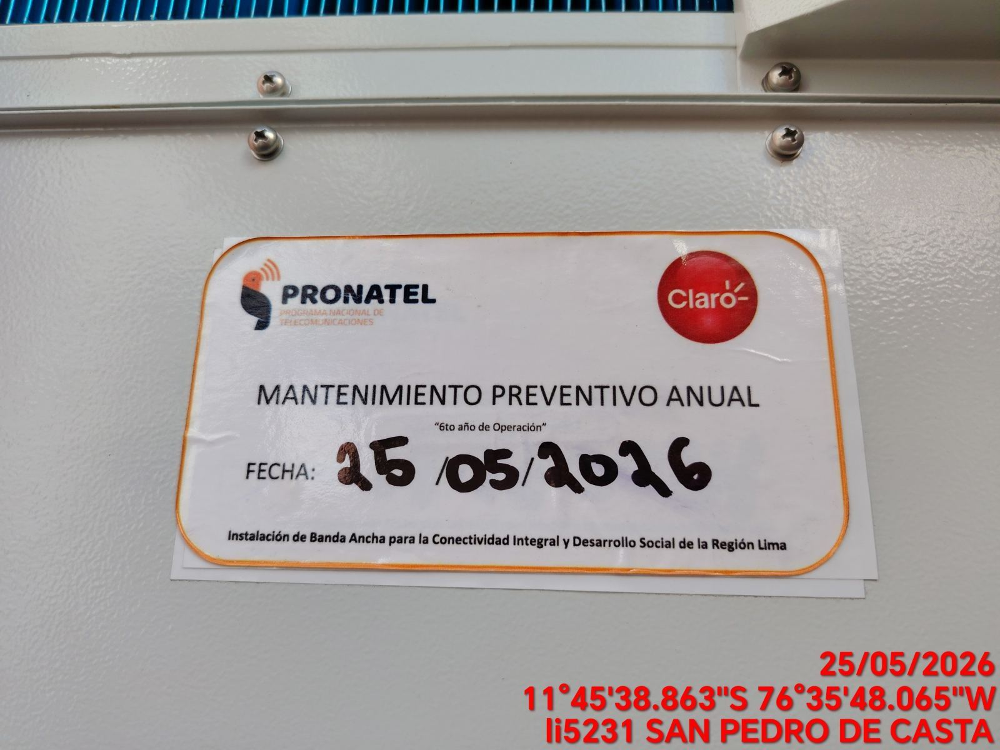 PRONATEL
PROGRAMA NACIONAL DE
TELECOMUNICACIONES
Claro
MANTENIMIENTO PREVENTIVO ANUAL
"6to año de Operación"
FECHA: 25/05/2026
Instalación de Banda Ancha para la Conectividad Integral y Desarrollo Social de la Región Lima
25/05/2026
11°45'38.863"S 76°35'48.065"W
li5231 SAN PEDRO DE CASTA